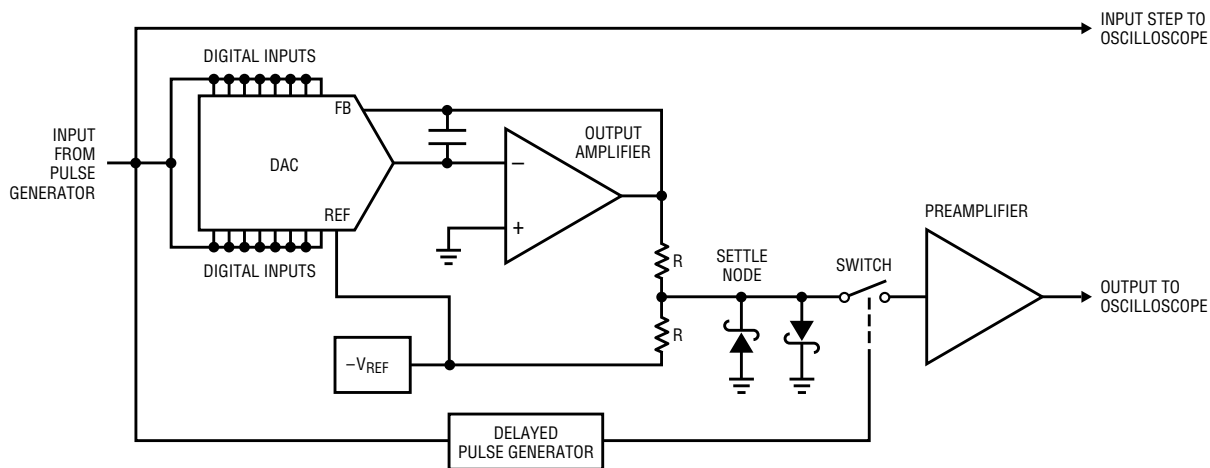 INPUT STEP TO
OSCILLOSCOPE
DIGITAL INPUTS
FB
INPUT
FROM
PULSE
GENERATOR
DAC
OUTPUT
AMPLIFIER
−
+
REF
DIGITAL INPUTS
PREAMPLIFIER
R
SETTLE
NODE
SWITCH
OUTPUT TO
OSCILLOSCOPE
R
−VREF
DELAYED
PULSE GENERATOR